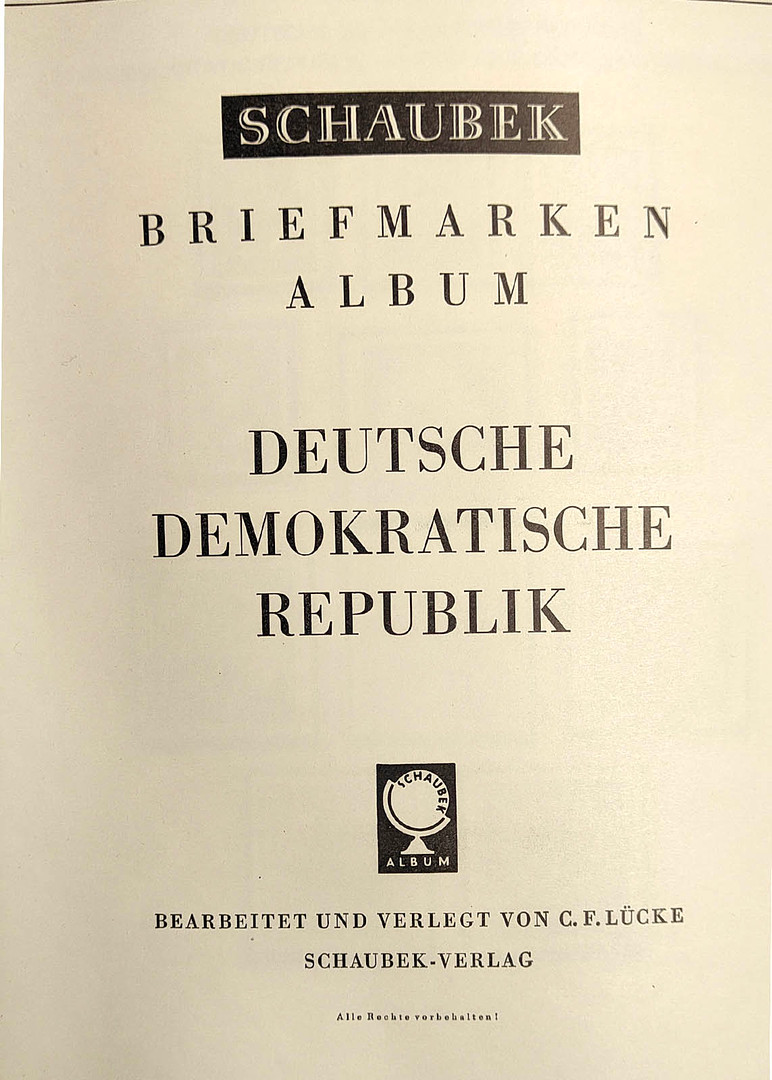 SCHAUBEK
BRIEFMARKEN
ALBUM
DEUTSCHE
DEMOKRATISCHE
REPUBLIK
SCHAUBEK
ALBUM
BEARBEITET UND VERLEGT VON C. F. LÜCKE
SCHAUBEK-VERLAG
Alle Rechte vorbehalten!